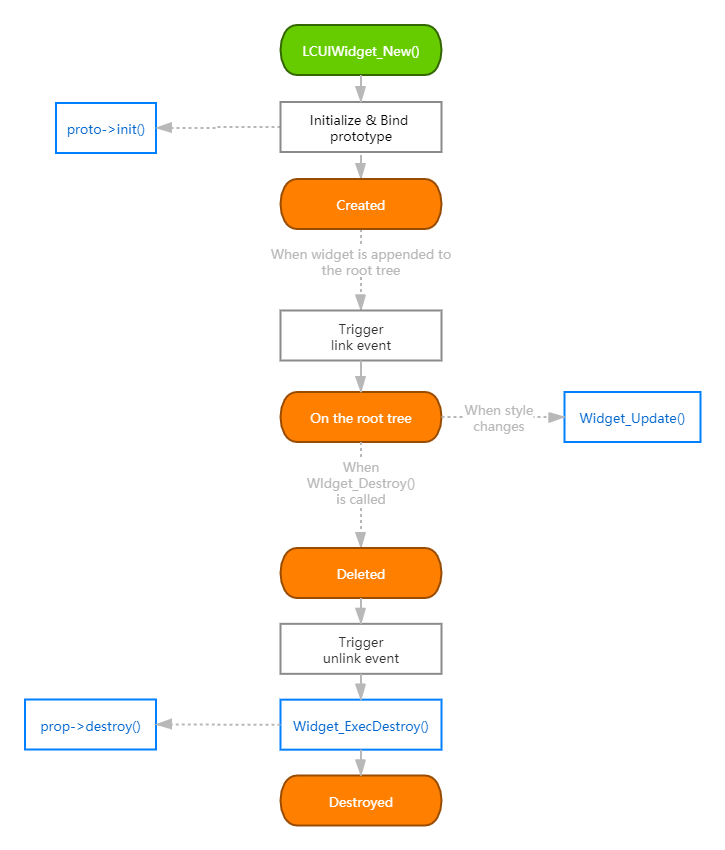 LCUIWidget_New()
Initialize & Bind
prototype
proto->init()
Created
When widget is appended to
the root tree
Trigger
link event
On the root tree
When style
changes
Widget_Update()
When
WIdget_Destroy()
is called
Deleted
Trigger
unlink event
Widget_ExecDestroy()
prop->destroy()
Destroyed